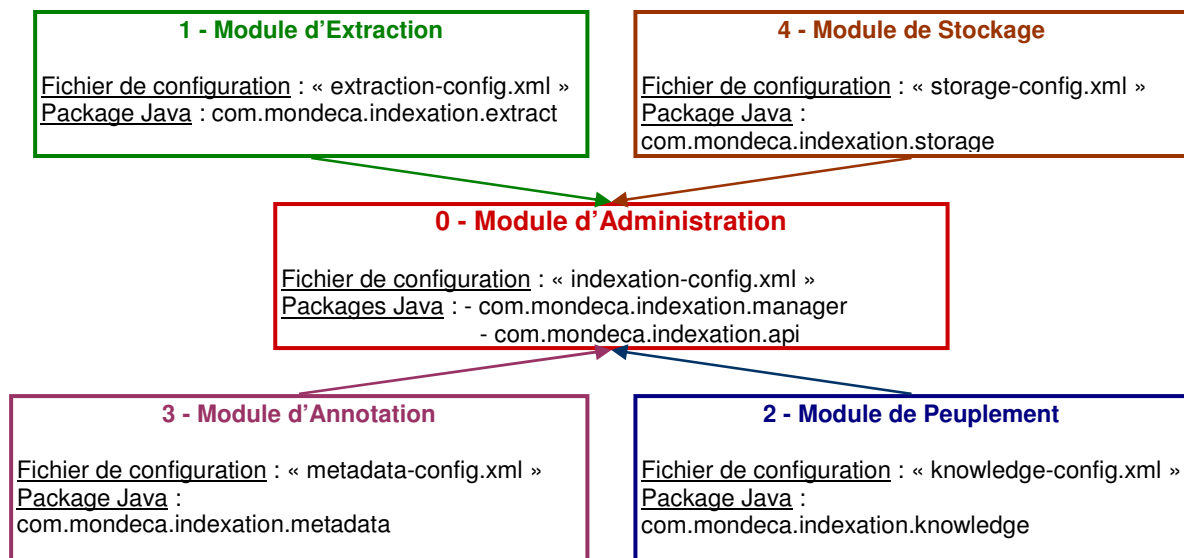 1 - Module d’Extraction
Fichier de configuration : « extraction-config.xml »
Package Java : com.mondeca.indexation.extract
4 - Module de Stockage
Fichier de configuration : « storage-config.xml »
Package Java :
com.mondeca.indexation.storage
0 - Module d’Administration
Fichier de configuration : « indexation-config.xml »
Packages Java : - com.mondeca.indexation.manager
- com.mondeca.indexation.api
3 - Module d’Annotation
Fichier de configuration : « metadata-config.xml »
Package Java :
com.mondeca.indexation.metadata
2 - Module de Peuplement
Fichier de configuration : « knowledge-config.xml »
Package Java :
com.mondeca.indexation.knowledge